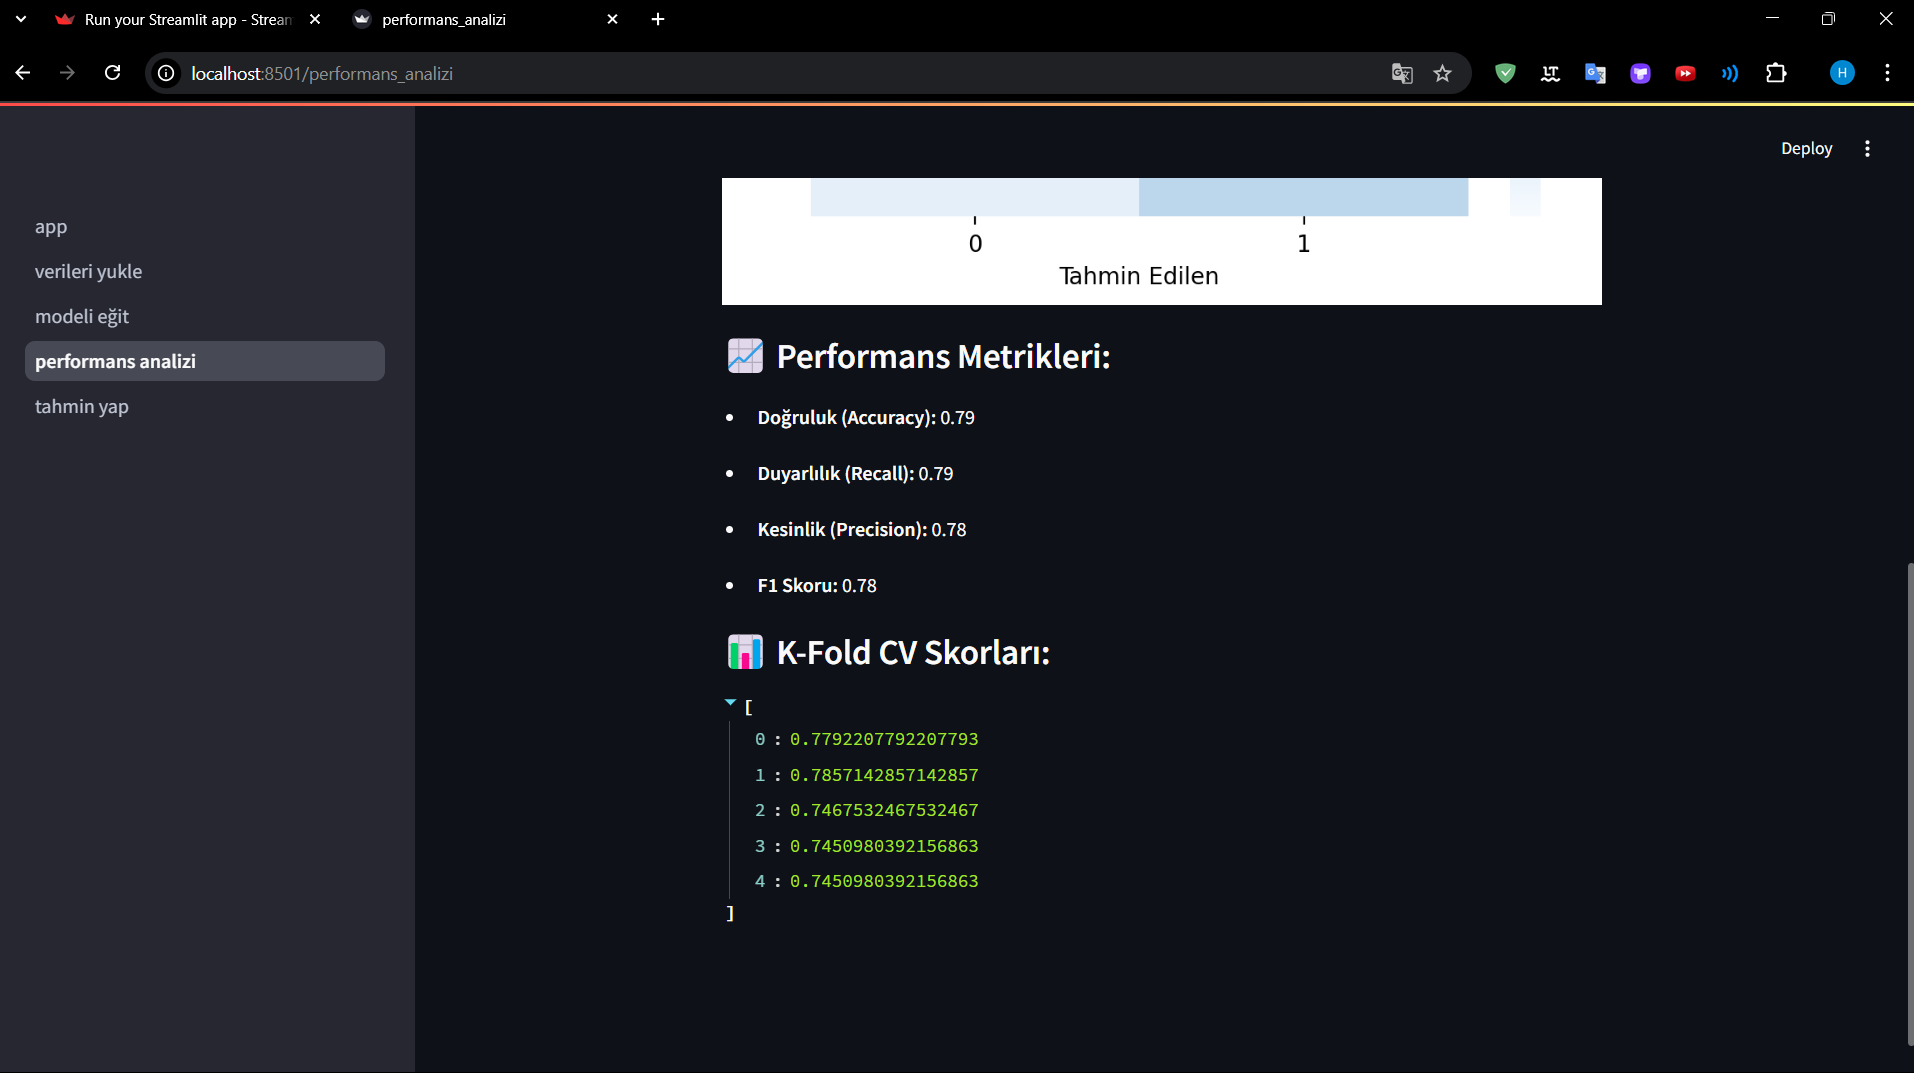 Run your Streamlit app - Stream
performans_analizi
localhost:8501/performans_analizi
H
Deploy
app
verileri yukle
modeli eğit
performans analizi
tahmin yap
0 1
Tahmin Edilen
Performans Metrikleri:
• Doğruluk (Accuracy): 0.79
• Duyarlılık (Recall): 0.79
• Kesinlik (Precision): 0.78
• F1 Skoru: 0.78
K-Fold CV Skorları:
[
0 : 0.7792207792207793
1 : 0.7857142857142857
2 : 0.7467532467532467
3 : 0.7450980392156863
4 : 0.7450980392156863
]